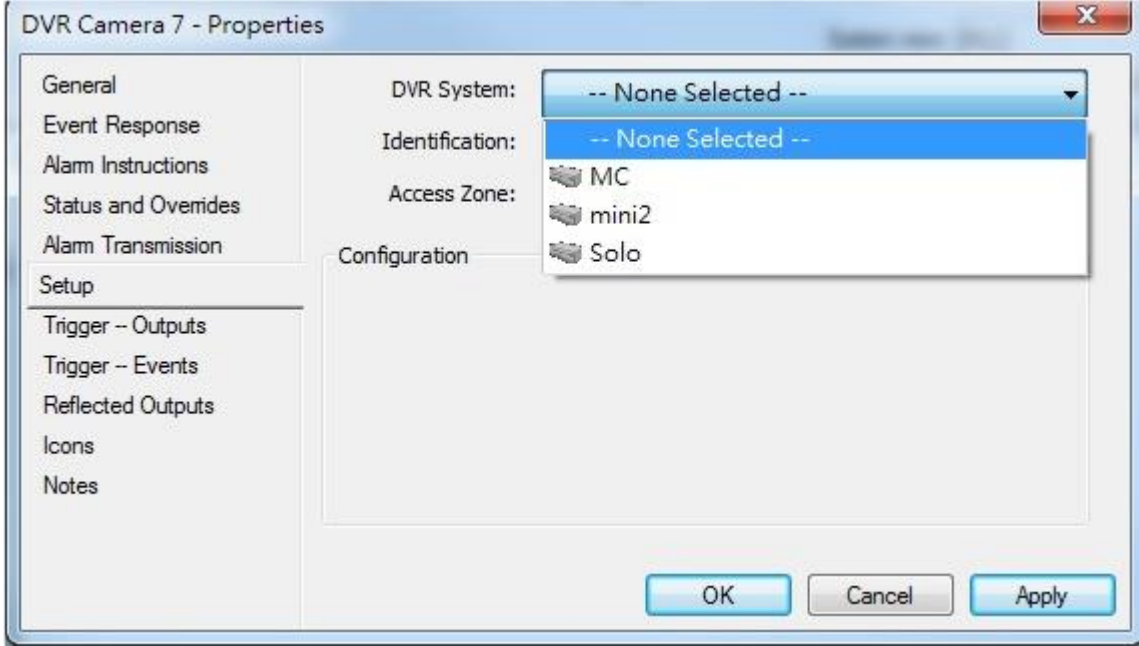 DVR Camera 7 - Properties
General
Event Response
Alarm Instructions
Status and Overrides
Alarm Transmission
Setup
Trigger -- Outputs
Trigger -- Events
Reflected Outputs
Icons
Notes
DVR System:
-- None Selected --
Identification:
-- None Selected --
MC
Access Zone:
mini2
Solo
Configuration
OK
Cancel
Apply